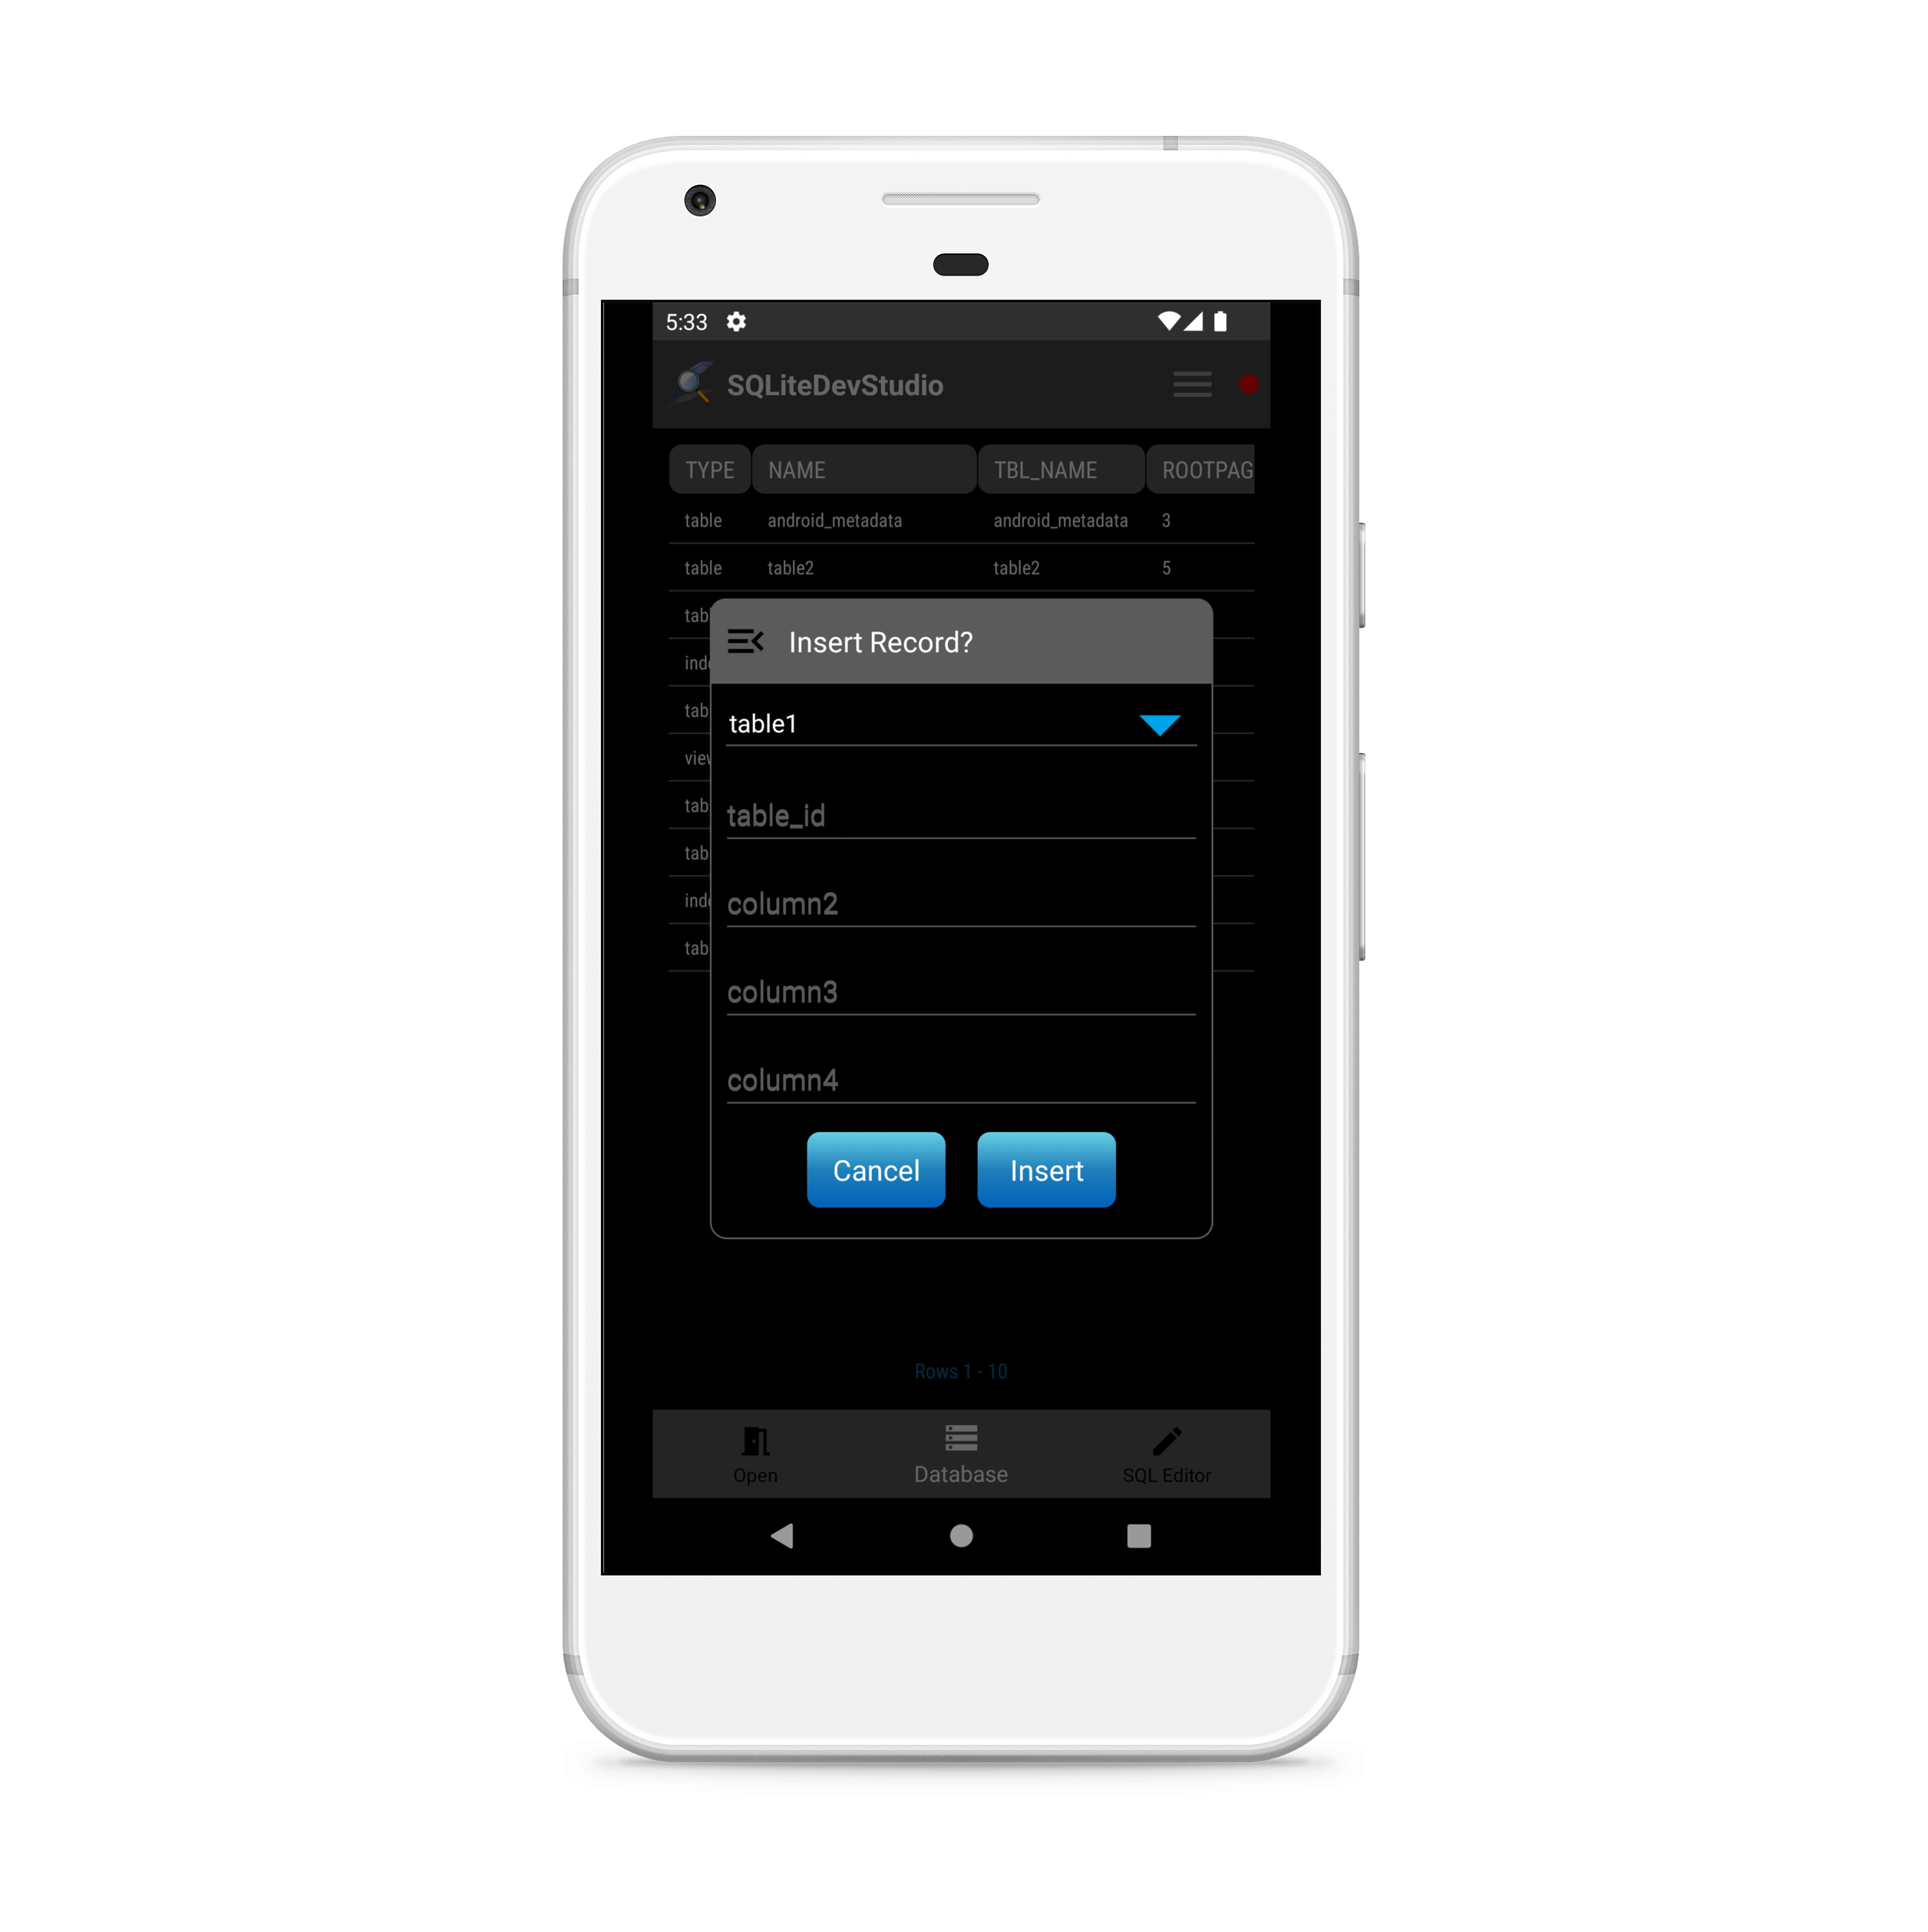 5:33
SQLiteDevStudio
TYPE NAME TBL_NAME ROOTPAG
table android_metadata android_metadata 3
table table2 table2 5
tab
Insert Record?
ind
tab
table1
view
tab
table_id
tab
ind
column2
tab
column3
column4
Cancel Insert
Rows 1 - 10
Open Database SQL Editor